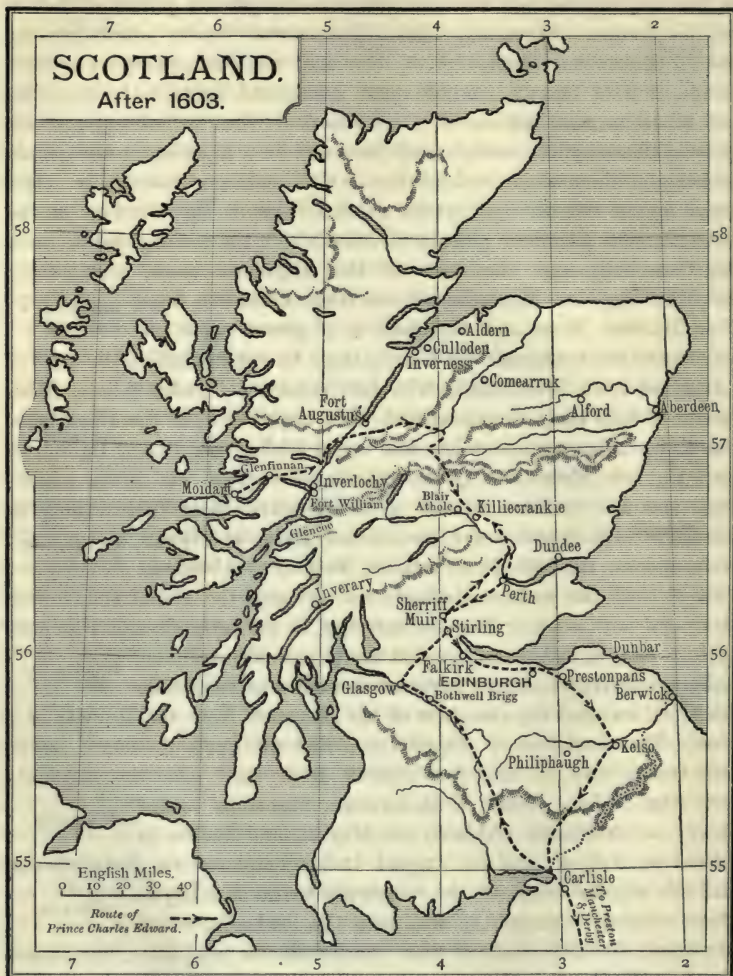 7 6 5 4 3 2
SCOTLAND.
After 1603.
58 58
Aldern
Culloden
Inverness
Comearruk
Fort
Augustus
Alford
Aberdeen
57 57
Glenfinnan
Moidart
Inverlochy
Fort William
Blair
Athole
Killiecrankie
Glencoe
Dundee
Perth
Inverary
Sherriff
Muir
Stirling
56 56
Dunbar
Falkirk
EDINBURGH
Prestonpans
Berwick
Glasgow
Bothwell Brigg
Kelso
Philiphaugh
55 55
English Miles.
0 10 20 30 40
Carlisle
Route of
Prince Charles Edward.
To Preston
Manchester
& Derby
7 6 5 4 3 2